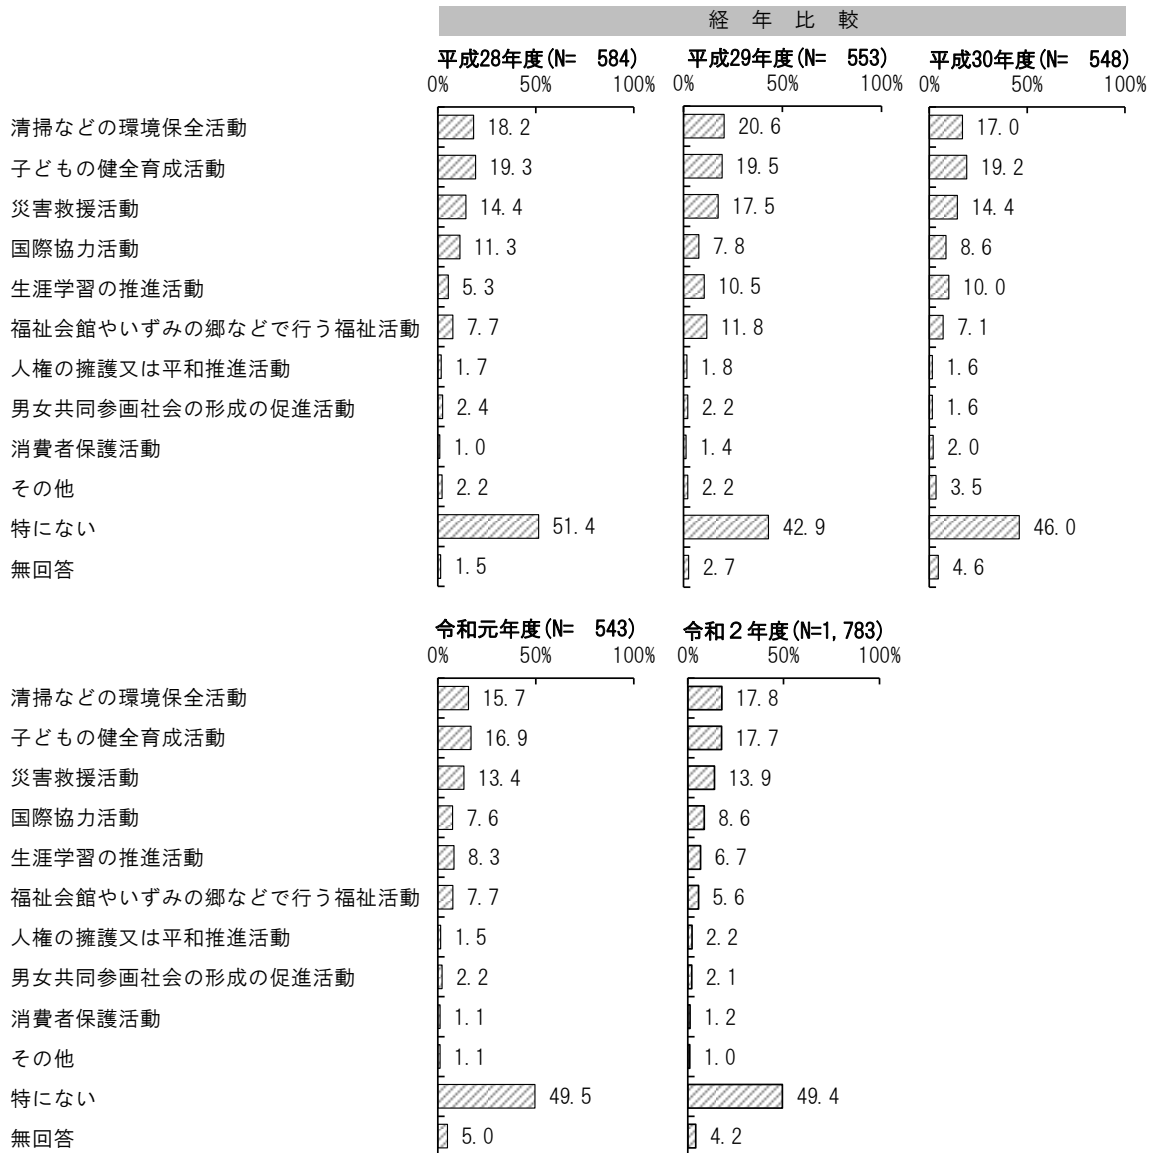 経年比較
平成28年度(N= 584) 平成29年度(N= 553) 平成30年度(N= 548)
0% 50% 100% 0% 50% 100% 0% 50% 100%
清掃などの環境保全活動 18.2 20.6 17.0
子どもの健全育成活動 19.3 19.5 19.2
災害救援活動 14.4 17.5 14.4
国際協力活動 11.3 7.8 8.6
生涯学習の推進活動 5.3 10.5 10.0
福祉会館やいずみの郷などで行う福祉活動 7.7 11.8 7.1
人権の擁護又は平和推進活動 1.7 1.8 1.6
男女共同参画社会の形成の促進活動 2.4 2.2 1.6
消費者保護活動 1.0 1.4 2.0
その他 2.2 2.2 3.5
特にない 51.4 42.9 46.0
無回答 1.5 2.7 4.6
令和元年度(N= 543) 令和２年度(N=1,783)
0% 50% 100% 0% 50% 100%
清掃などの環境保全活動 15.7 17.8
子どもの健全育成活動 16.9 17.7
災害救援活動 13.4 13.9
国際協力活動 7.6 8.6
生涯学習の推進活動 8.3 6.7
福祉会館やいずみの郷などで行う福祉活動 7.7 5.6
人権の擁護又は平和推進活動 1.5 2.2
男女共同参画社会の形成の促進活動 2.2 2.1
消費者保護活動 1.1 1.2
その他 1.1 1.0
特にない 49.5 49.4
無回答 5.0 4.2